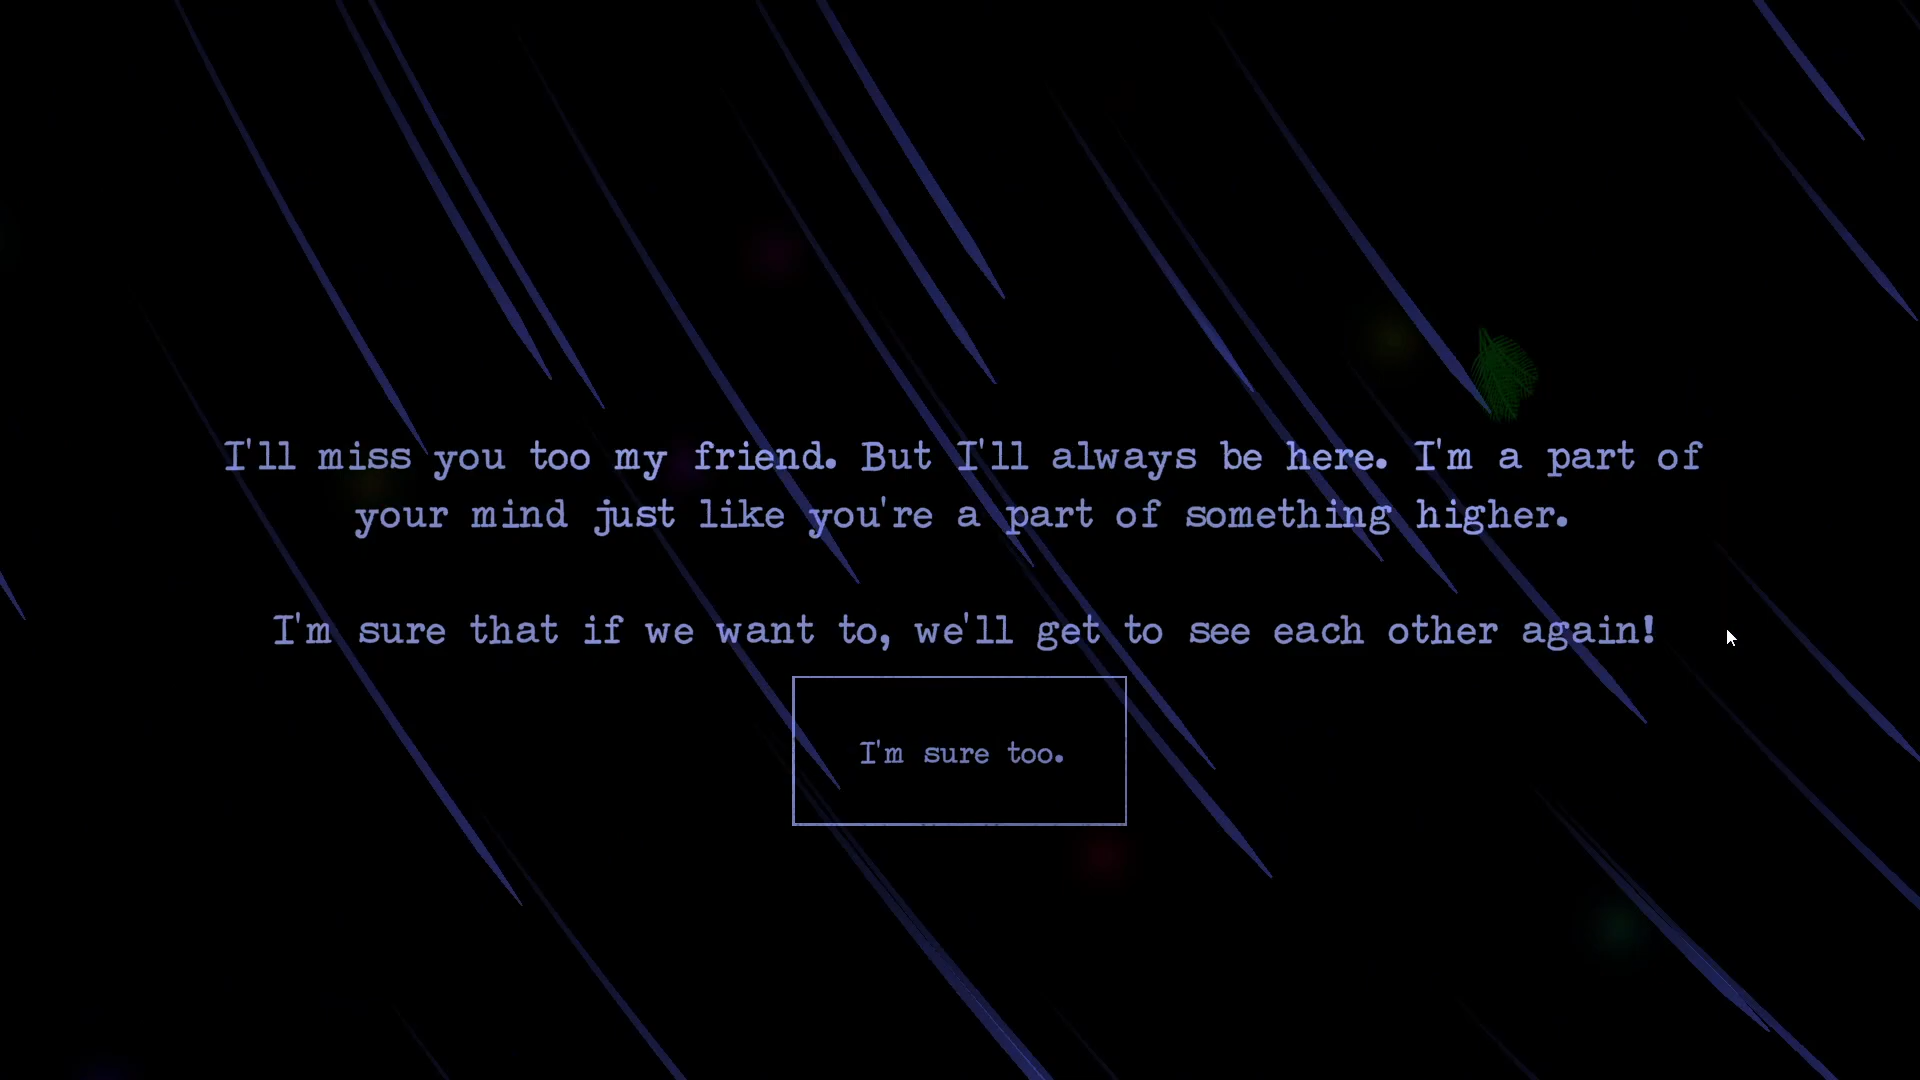 I'll miss you too my friend. But I'll always be here. I'm a part of
your mind just like you're a part of something higher.
I'm sure that if we want to, we'll get to see each other again!
I'm sure too.